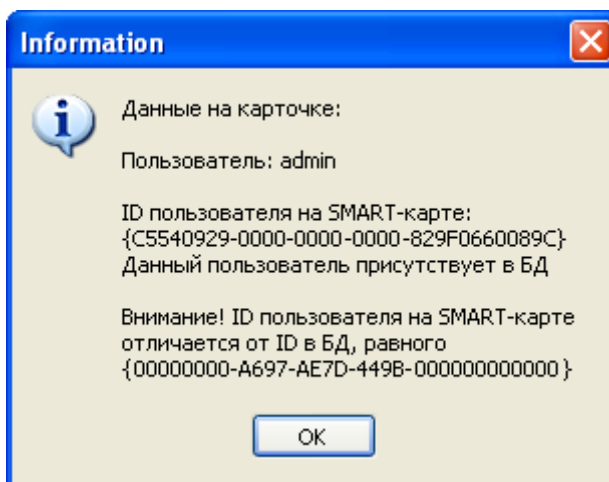 Information
Данные на карточке:
Пользователь: admin
ID пользователя на SMART-карте:
{C5540929-0000-0000-0000-829F0660089C}
Данный пользователь присутствует в БД
Внимание! ID пользователя на SMART-карте
отличается от ID в БД, равного
{00000000-A697-AE7D-449B-000000000000}
OK